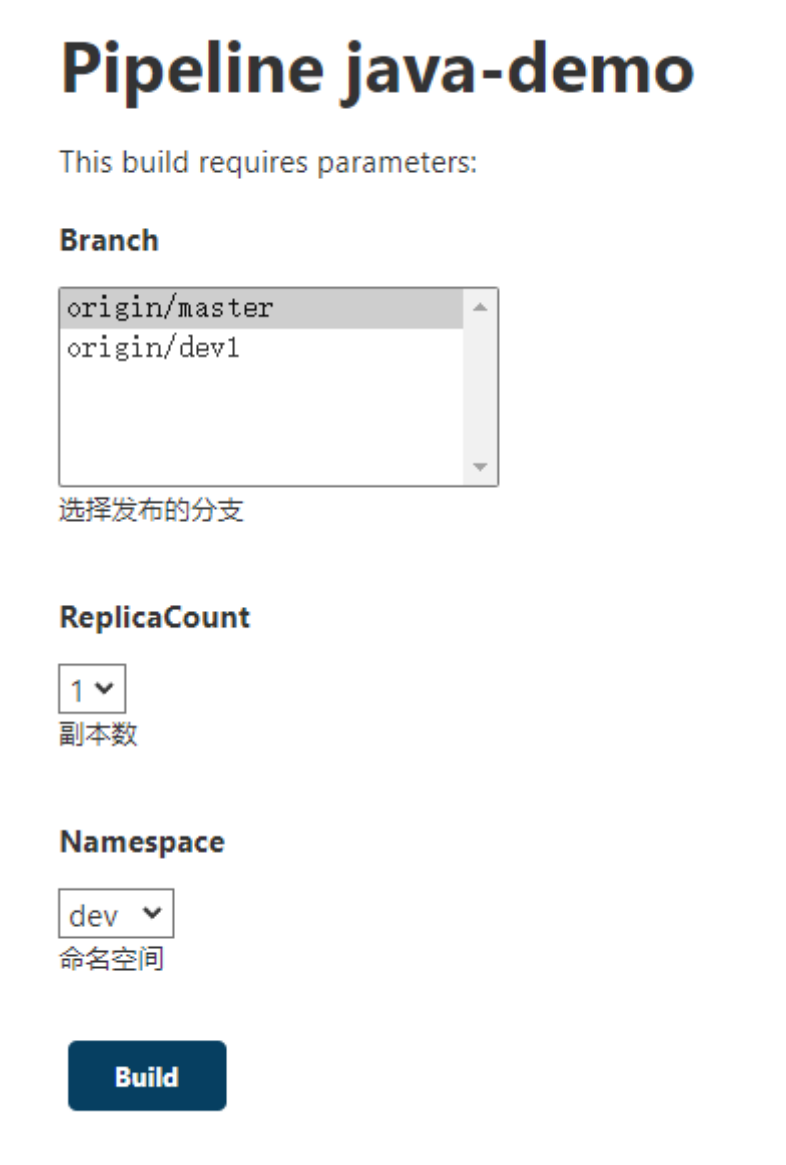 Pipeline java-demo
This build requires parameters:
Branch
origin/master
origin/dev1
选择发布的分支
ReplicaCount
1
副本数
Namespace
dev
命名空间
Build